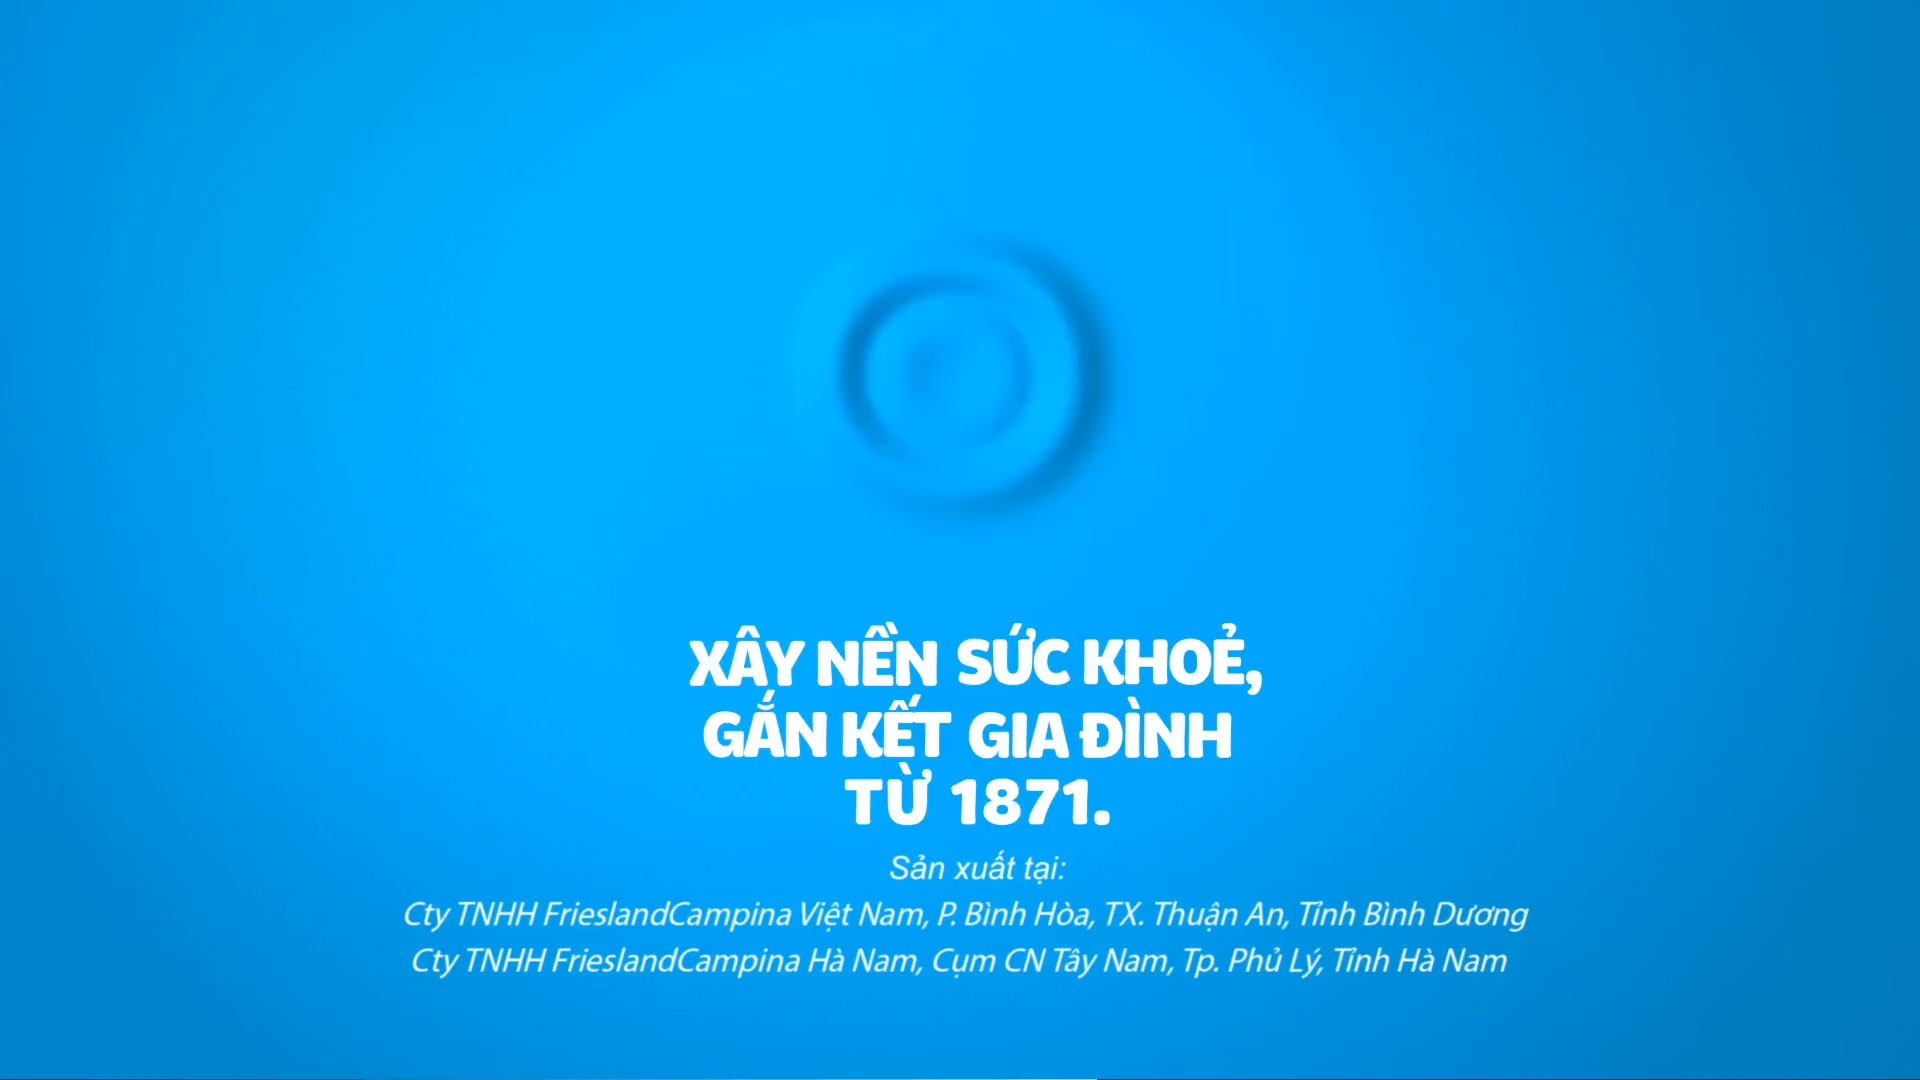 XÂY NỀN SỨC KHOẺ,
GẮN KẾT GIA ĐÌNH
TỪ 1871.
Sản xuất tại:
Cty TNHH FrieslandCampina Việt Nam, P. Bình Hòa, TX. Thuận An, Tỉnh Bình Dương
Cty TNHH FrieslandCampina Hà Nam, Cụm CN Tây Nam, Tp. Phủ Lý, Tỉnh Hà Nam